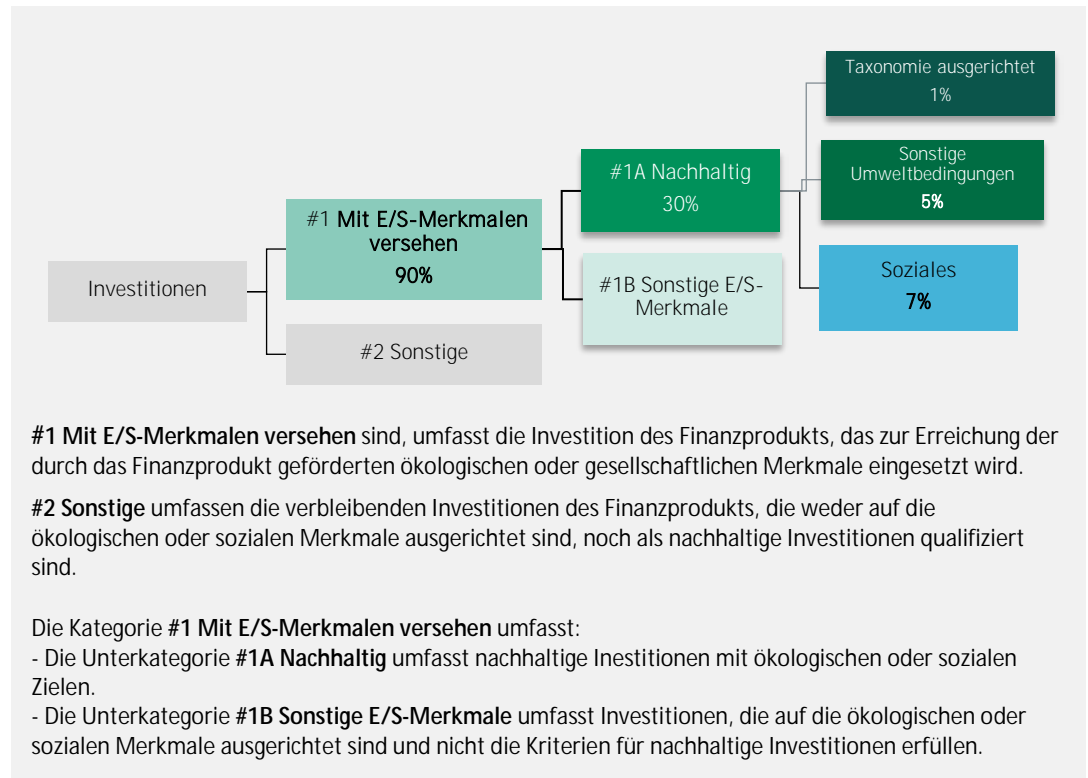 Taxonomie ausgerichtet
1%
Sonstige
Umweltbedingungen
5%
#1A Nachhaltig
30%
#1 Mit E/S-Merkmalen
versehen
90%
Soziales
7%
#1B Sonstige E/S-
Merkmale
Investitionen
#2 Sonstige
#1 Mit E/S-Merkmalen versehen sind, umfasst die Investition des Finanzprodukts, das zur Erreichung der
durch das Finanzprodukt geförderten ökologischen oder gesellschaftlichen Merkmale eingesetzt wird.
#2 Sonstige umfassen die verbleibenden Investitionen des Finanzprodukts, die weder auf die
ökologischen oder sozialen Merkmale ausgerichtet sind, noch als nachhaltige Investitionen qualifiziert
sind.
Die Kategorie #1 Mit E/S-Merkmalen versehen umfasst:
- Die Unterkategorie #1A Nachhaltig umfasst nachhaltige Inestitionen mit ökologischen oder sozialen
Zielen.
- Die Unterkategorie #1B Sonstige E/S-Merkmale umfasst Investitionen, die auf die ökologischen oder
sozialen Merkmale ausgerichtet sind und nicht die Kriterien für nachhaltige Investitionen erfüllen.